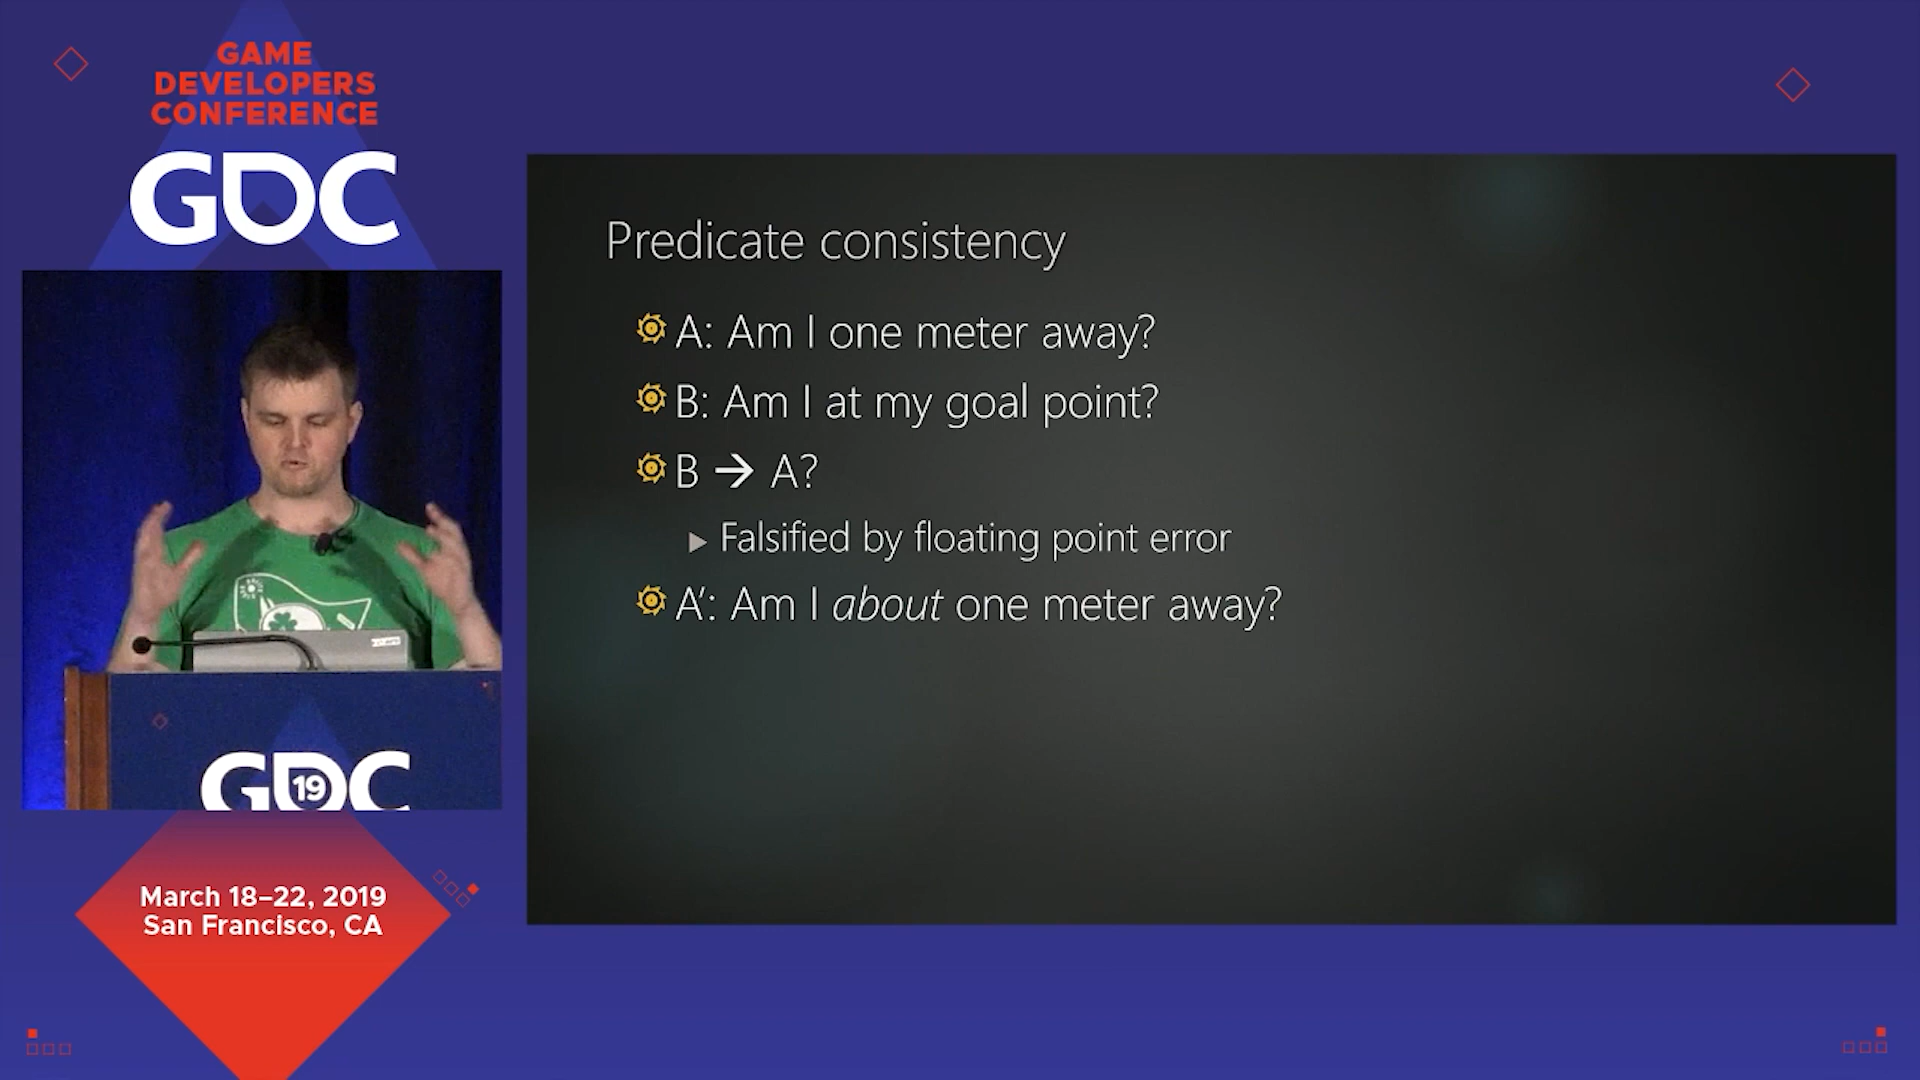 GAME
DEVELOPERS
CONFERENCE
GDC
Predicate consistency
A: Am I one meter away?
B: Am I at my goal point?
B → A?
Falsified by floating point error
A′: Am I about one meter away?
GDC
19
March 18–22, 2019
San Francisco, CA